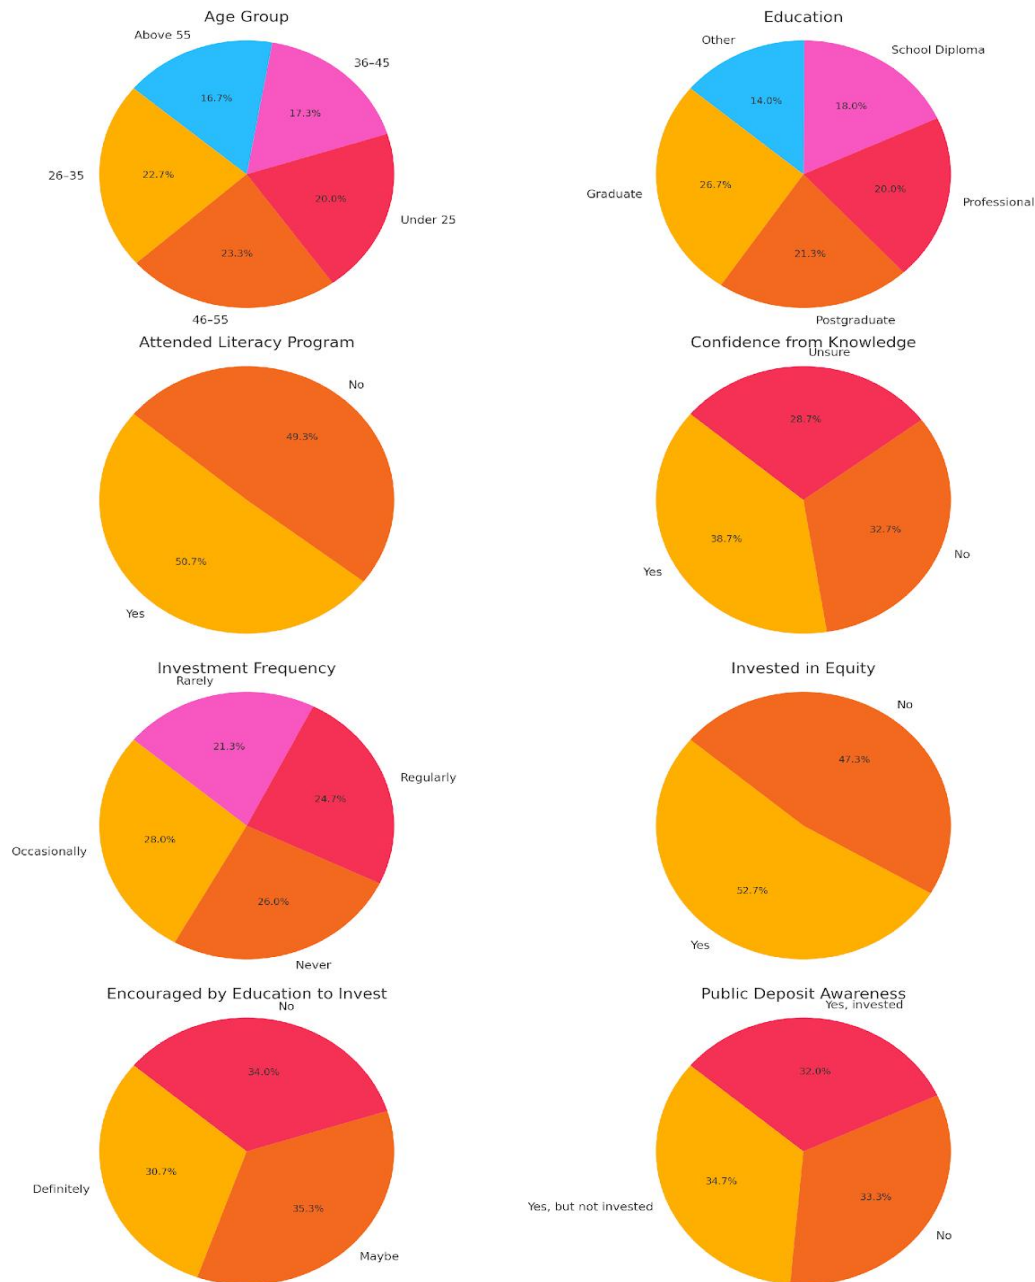 Age Group
Above 55
36–45
16.7%
17.3%
26–35
22.7%
20.0%
Under 25
23.3%
46–55
Education
Other
School Diploma
14.0%
18.0%
Graduate
26.7%
20.0%
Professional
21.3%
Postgraduate
Attended Literacy Program
No
49.3%
50.7%
Yes
Confidence from Knowledge
Unsure
28.7%
38.7%
32.7%
Yes
No
Investment Frequency
Rarely
21.3%
Regularly
24.7%
Occasionally
28.0%
26.0%
Never
Invested in Equity
No
47.3%
52.7%
Yes
Encouraged by Education to Invest
No
34.0%
30.7%
Definitely
35.3%
Maybe
Public Deposit Awareness
Yes, invested
32.0%
34.7%
Yes, but not invested
33.3%
No